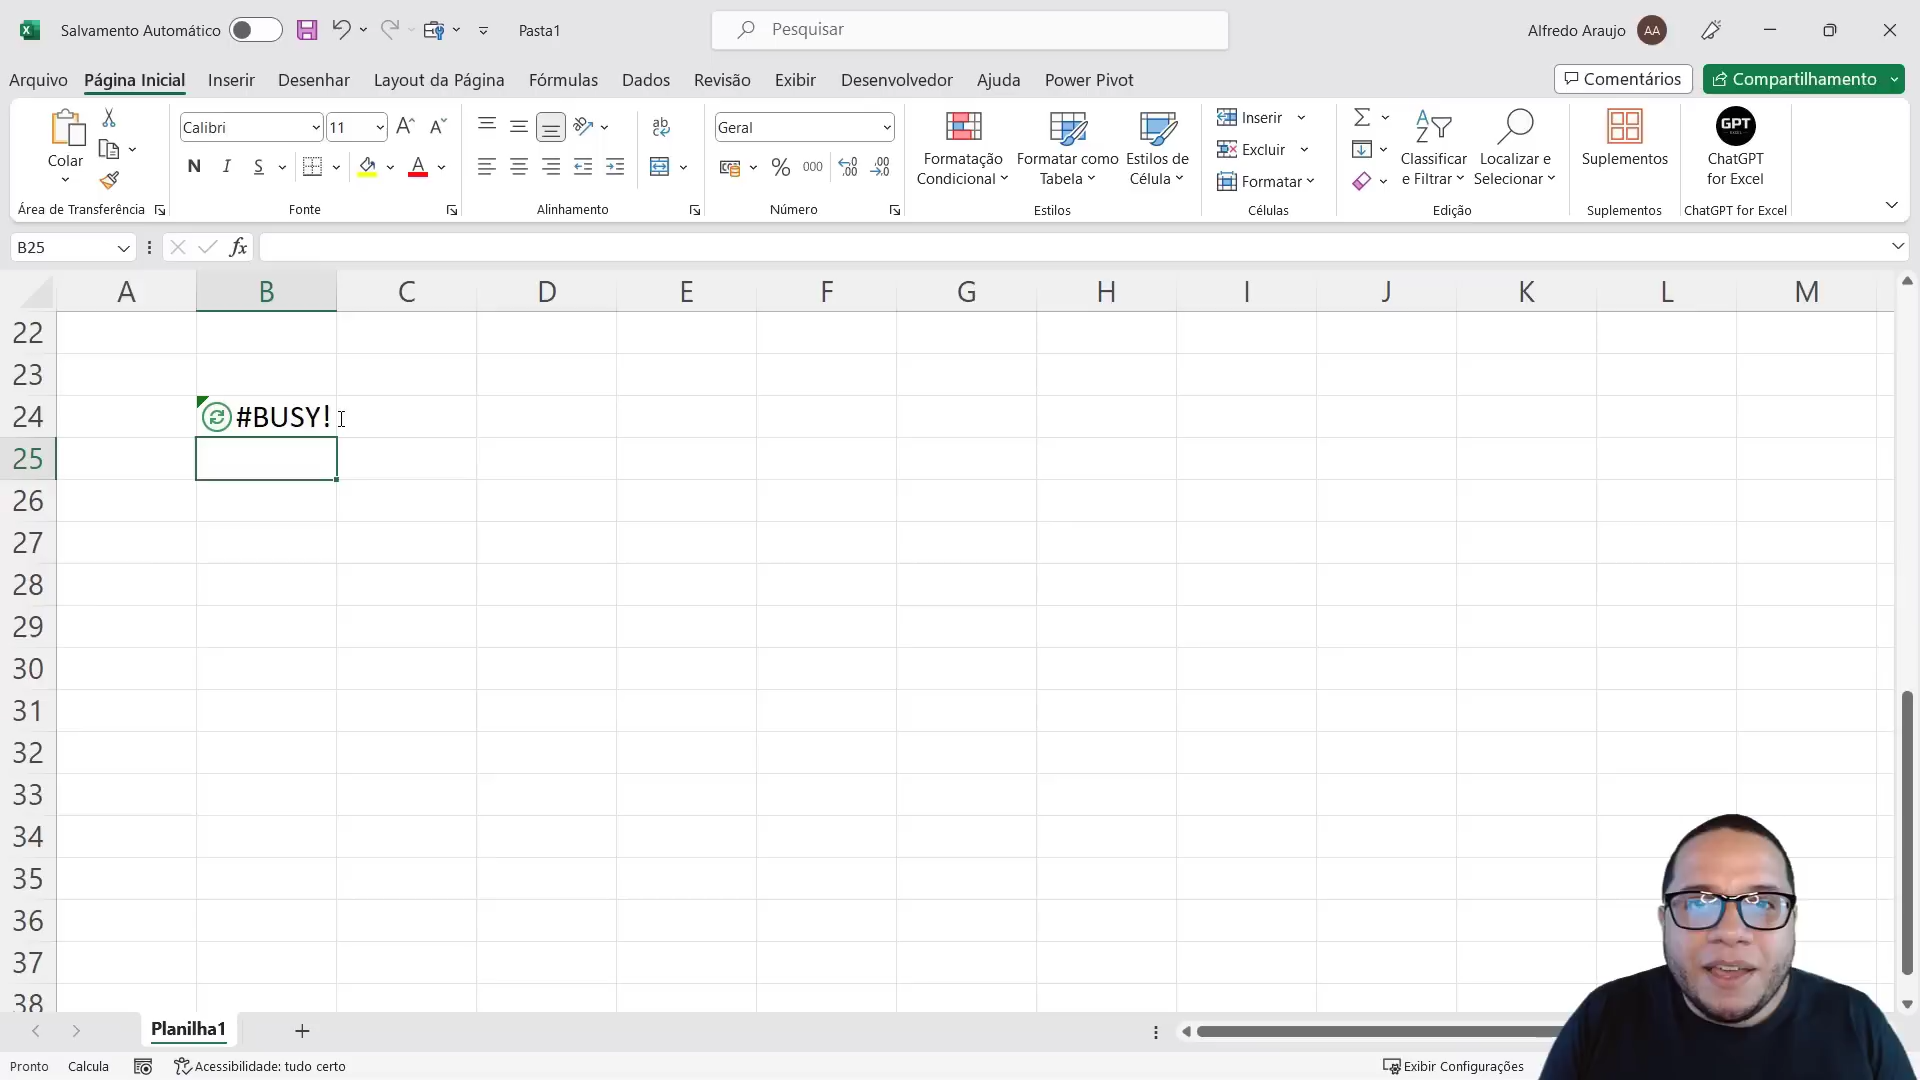 Salvamento Automático
Pasta1
Pesquisar
Alfredo Araujo
AA
Arquivo
Página Inicial
Inserir
Desenhar
Layout da Página
Fórmulas
Dados
Revisão
Exibir
Desenvolvedor
Ajuda
Power Pivot
Comentários
Compartilhamento
Colar
Área de Transferência
Calibri
11
N
I
S
A
Fonte
ab
Alinhamento
Geral
%
000
Número
Formatação
Condicional
Formatar como
Tabela
Estilos de
Célula
Estilos
Inserir
Excluir
Formatar
Células
Classificar
e Filtrar
Localizar e
Selecionar
Edição
Suplementos
Suplementos
GPT
EXCEL
ChatGPT
for Excel
ChatGPT for Excel
B25
fx
A B C D E F G H I J K L M
22
23
24 #BUSY!
25
26
27
28
29
30
31
32
33
34
35
36
37
38
Planilha1
Pronto
Calcula
Acessibilidade: tudo certo
Exibir Configurações